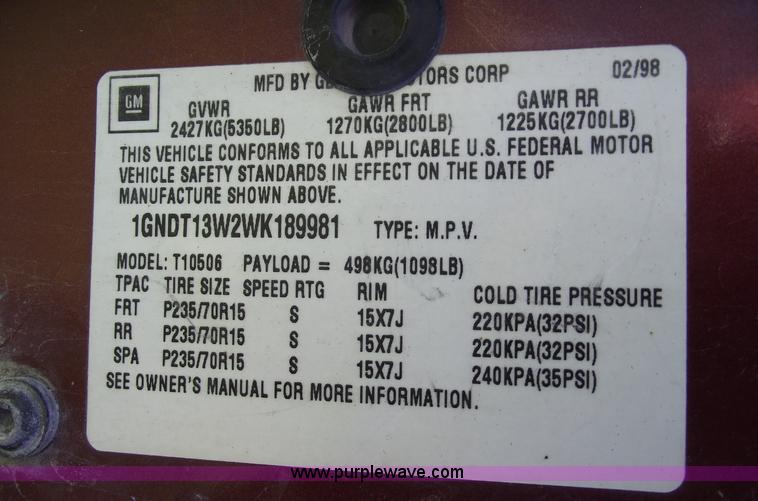 GM
MFD BY GENERAL MOTORS CORP 02/98
GVWR GAWR FRT GAWR RR
2427KG(5350LB) 1270KG(2800LB) 1225KG(2700LB)
THIS VEHICLE CONFORMS TO ALL APPLICABLE U.S. FEDERAL MOTOR
VEHICLE SAFETY STANDARDS IN EFFECT ON THE DATE OF
MANUFACTURE SHOWN ABOVE.
1GNDT13W2WK189981 TYPE: M.P.V.
MODEL: T10506 PAYLOAD = 498KG(1098LB)
TPAC TIRE SIZE SPEED RTG RIM COLD TIRE PRESSURE
FRT P235/70R15 S 15X7J 220KPA(32PSI)
RR P235/70R15 S 15X7J 220KPA(32PSI)
SPA P235/70R15 S 15X7J 240KPA(35PSI)
SEE OWNER'S MANUAL FOR MORE INFORMATION.
www.purplewave.com